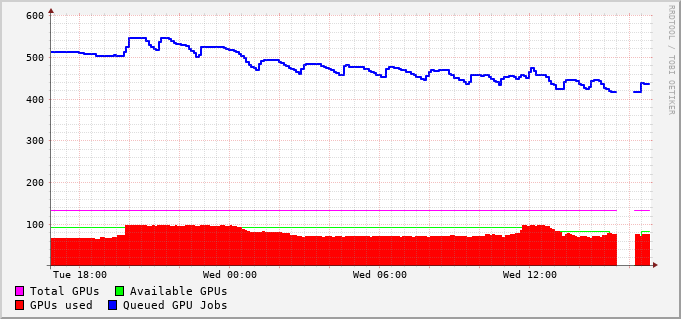 600
500
400
300
200
100
Tue 18:00 Wed 00:00 Wed 06:00 Wed 12:00
Total GPUs Available GPUs
GPUs used Queued GPU Jobs
RRDTOOL / TOBI OETIKER